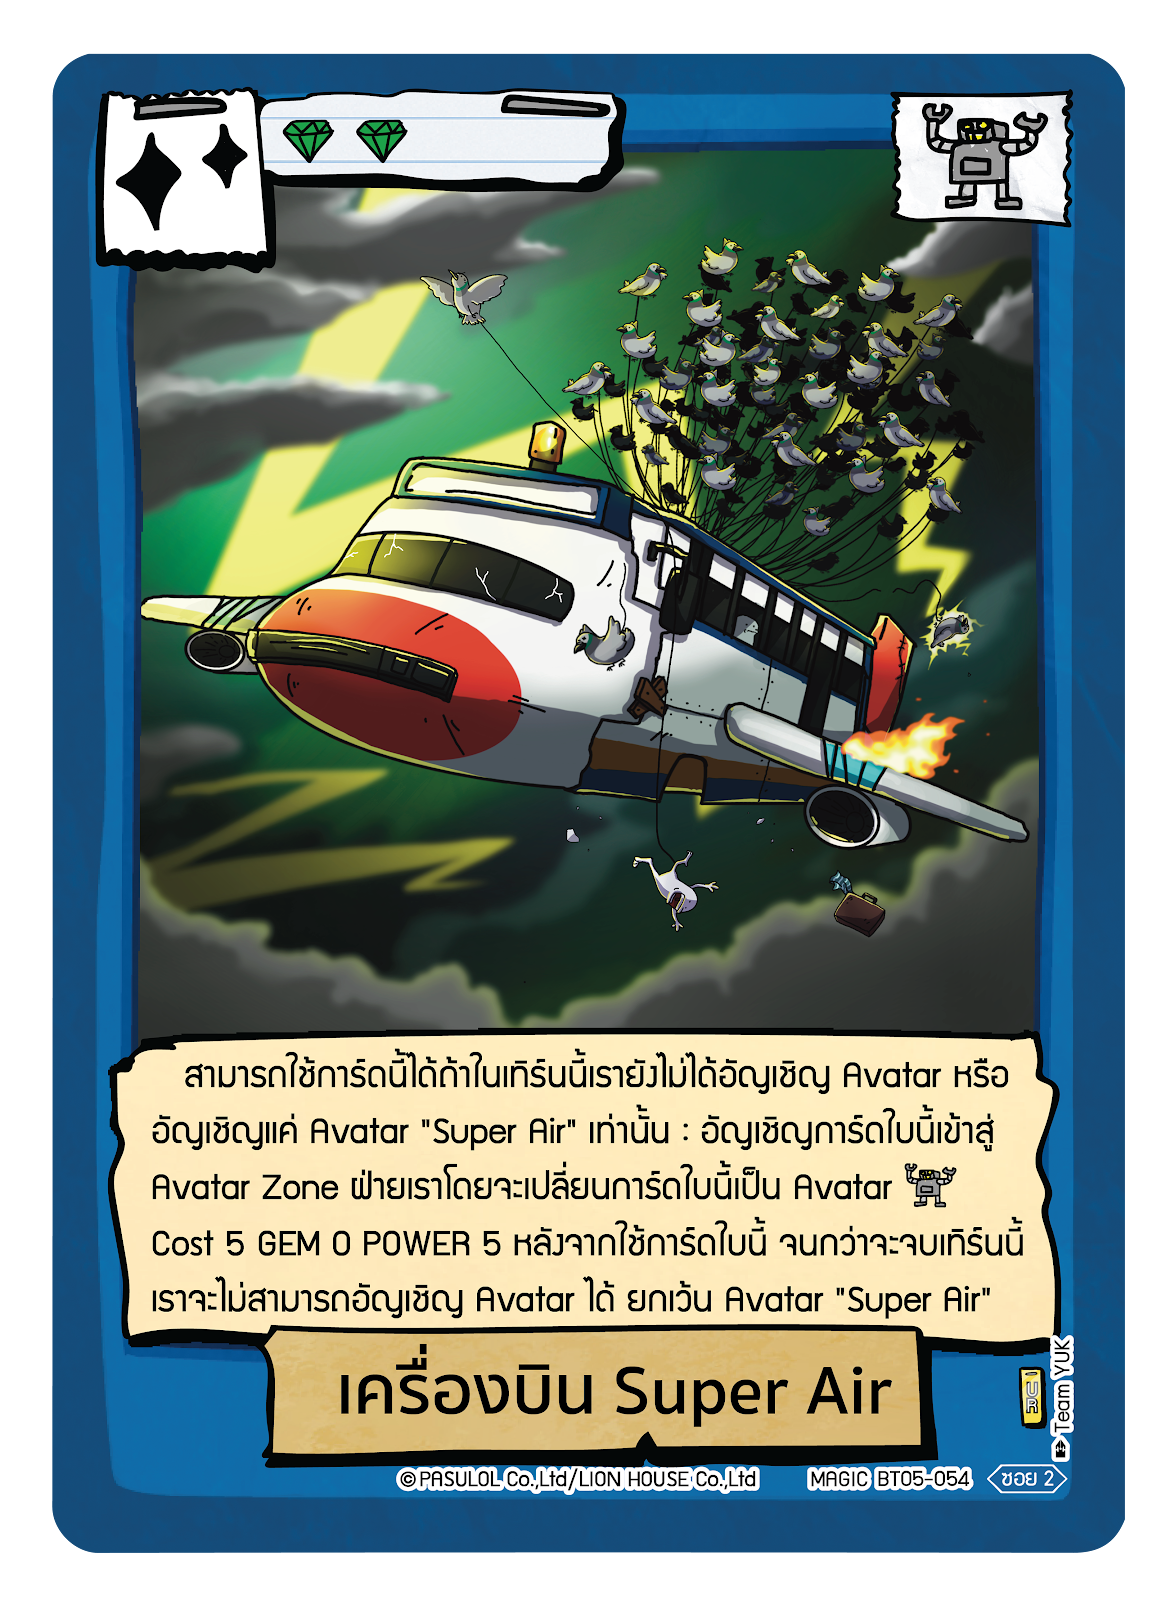 สามารถใช้การ์ดนี้ได้ถ้าในเทิร์นนี้เรายังไม่ได้อัญเชิญ Avatar หรือ
อัญเชิญแค่ Avatar "Super Air" เท่านั้น : อัญเชิญการ์ดใบนี้เข้าสู่
Avatar Zone ฝ่ายเราโดยจะเปลี่ยนการ์ดใบนี้เป็น Avatar
Cost 5 GEM 0 POWER 5 หลังจากใช้การ์ดใบนี้ จนกว่าจะจบเทิร์นนี้
เราจะไม่สามารถอัญเชิญ Avatar ได้ ยกเว้น Avatar "Super Air"
เครื่องบิน Super Air
UR
Team YUK
©PASULOL Co.,Ltd/LION HOUSE Co.,Ltd
MAGIC BT05-054
ซอย 2